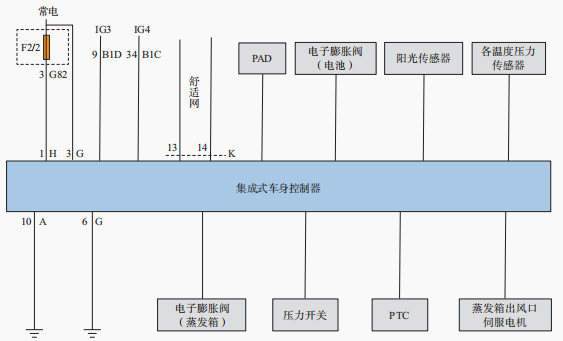 常电
F2/2
3 G82
IG3
9 B1D
IG4
34 B1C
舒适网
PAD
电子膨胀阀
（电池）
阳光传感器
各温度压力
传感器
1 H
3 G
13
14
K
集成式车身控制器
10 A
6 G
电子膨胀阀
（蒸发箱）
压力开关
PTC
蒸发箱出风口
伺服电机